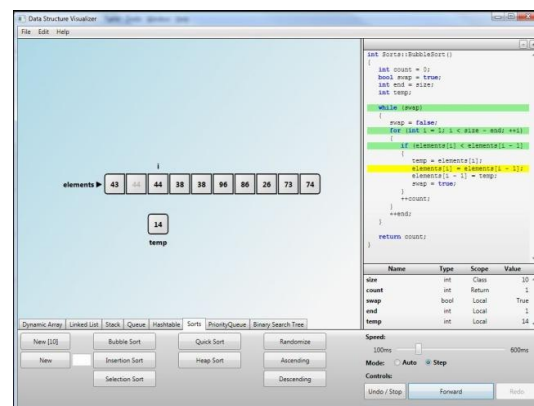 Data Structure Visualizer
File Edit Help
i
elements 43 44 44 38 38 96 86 26 73 74
14
temp
int Sorts::BubbleSort()
{
int count = 0;
bool swap = true;
int end = size;
int temp;
while (swap)
{
swap = false;
for (int i = 1; i < size - end; ++i)
{
if (elements[i] < elements[i - 1]
{
temp = elements[i];
elements[i] = elements[i - 1];
elements[i - 1] = temp;
swap = true;
}
++count;
}
++end;
}
return count;
}
Name Type Scope Value
size int Class 10
count int Return 1
swap bool Local True
end int Local 1
temp int Local 14
Dynamic Array Linked List Stack Queue Hashtable Sorts PriorityQueue Binary Search Tree
New [10] Bubble Sort Quick Sort Randomize
New Insertion Sort Heap Sort Ascending
Selection Sort Descending
Speed:
100ms 600ms
Mode: Auto Step
Controls:
Undo / Stop Forward Redo